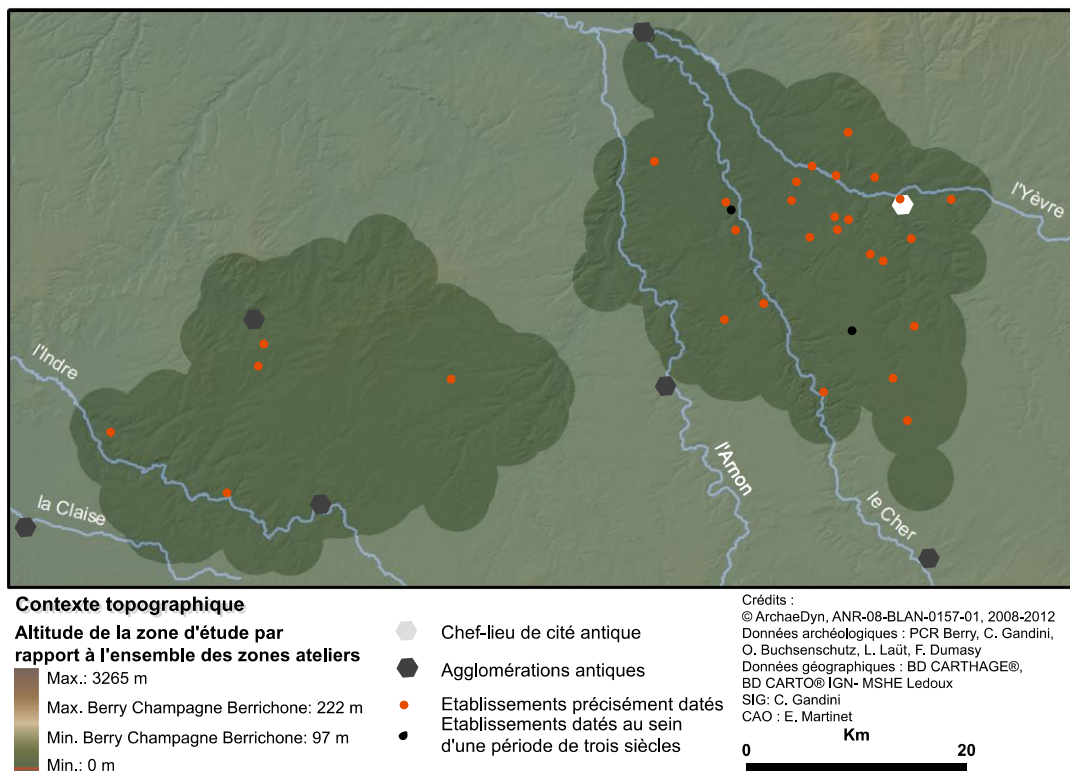 l'Yèvre
l'Indre
la Claise
l'Arnon
le Cher
Contexte topographique
Altitude de la zone d'étude par
rapport à l'ensemble des zones ateliers
Max.: 3265 m
Max. Berry Champagne Berrichone: 222 m
Min. Berry Champagne Berrichone: 97 m
Min.: 0 m
Chef-lieu de cité antique
Agglomérations antiques
Etablissements précisément datés
Etablissements datés au sein
d'une période de trois siècles
Crédits :
© ArchaeDyn, ANR-08-BLAN-0157-01, 2008-2012
Données archéologiques : PCR Berry, C. Gandini,
O. Buchsenschutz, L. Laüt, F. Dumasy
Données géographiques : BD CARTHAGE®,
BD CARTO® IGN- MSHE Ledoux
SIG: C. Gandini
CAO : E. Martinet
Km
0 20